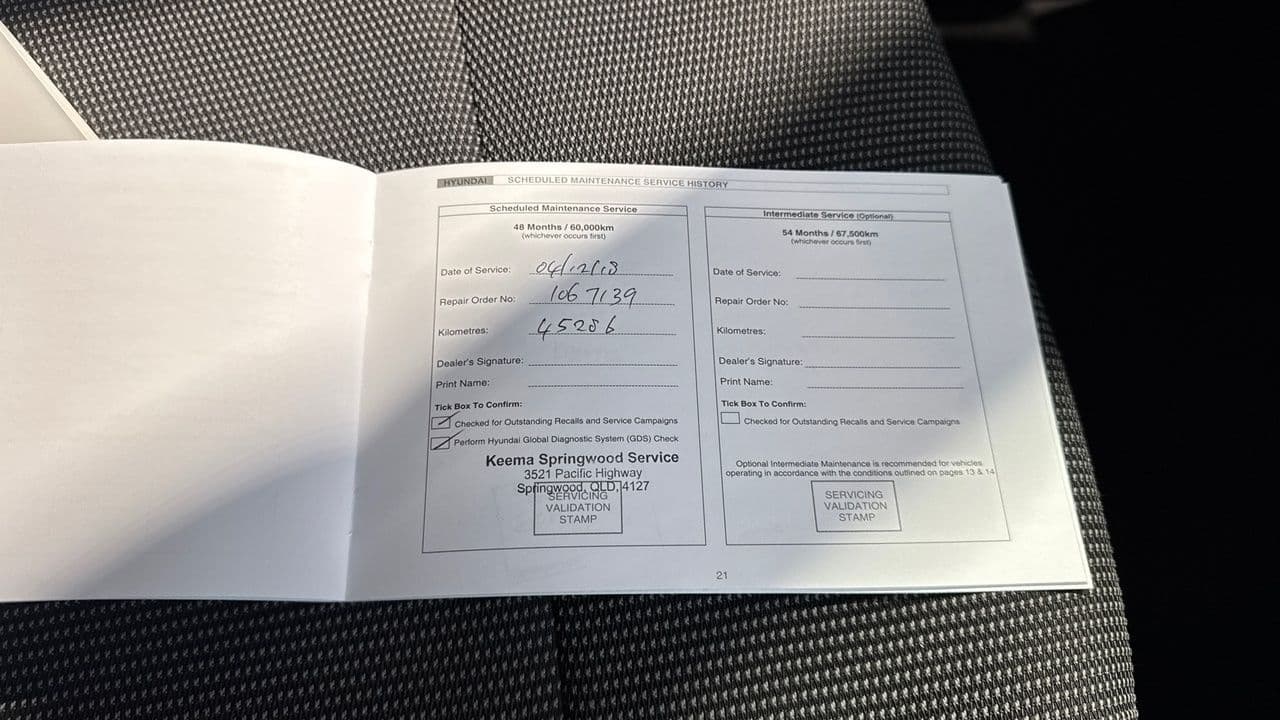 HYUNDAI SCHEDULED MAINTENANCE SERVICE HISTORY
Scheduled Maintenance Service
48 Months / 60,000km
(whichever occurs first)
Date of Service: 04/12/18
Repair Order No: 1067139
Kilometres: 45286
Dealer's Signature:
Print Name:
Tick Box To Confirm:
Checked for Outstanding Recalls and Service Campaigns
Perform Hyundai Global Diagnostic System (GDS) Check
Keema Springwood Service
3521 Pacific Highway
Springwood, QLD, 4127
SERVICING
VALIDATION
STAMP
Intermediate Service (Optional)
54 Months / 67,500km
(whichever occurs first)
Date of Service:
Repair Order No:
Kilometres:
Dealer's Signature:
Print Name:
Tick Box To Confirm:
Checked for Outstanding Recalls and Service Campaigns
Optional Intermediate Maintenance is recommended for vehicles
operating in accordance with the conditions outlined on pages 13 & 14
SERVICING
VALIDATION
STAMP
21